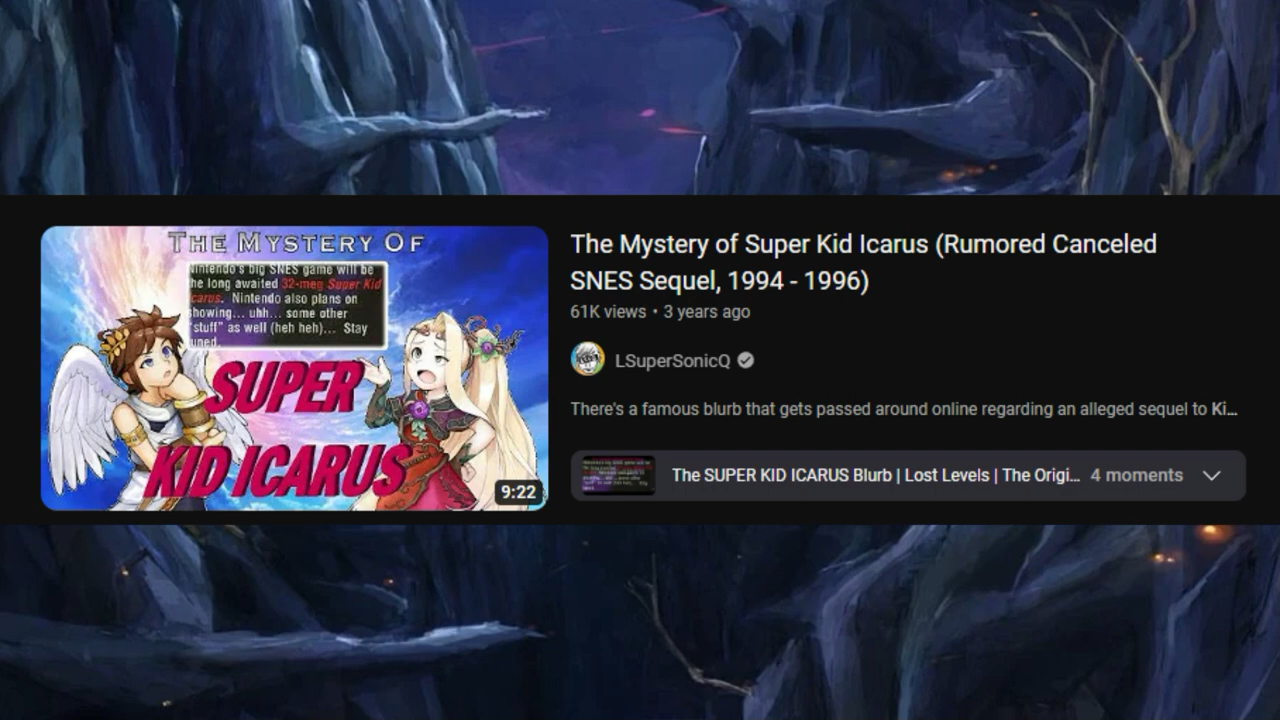 THE MYSTERY OF
Nintendo's big SNES game will be
he long awaited 32-meg Super Kid
carus. Nintendo also plans on
showing... uhh... some other
"stuff" as well (heh heh)... Stay
uned.
SUPER
KID ICARUS
9:22
The Mystery of Super Kid Icarus (Rumored Canceled
SNES Sequel, 1994 - 1996)
61K views • 3 years ago
LSuperSonicQ
There's a famous blurb that gets passed around online regarding an alleged sequel to Ki...
The SUPER KID ICARUS Blurb | Lost Levels | The Origi... 4 moments